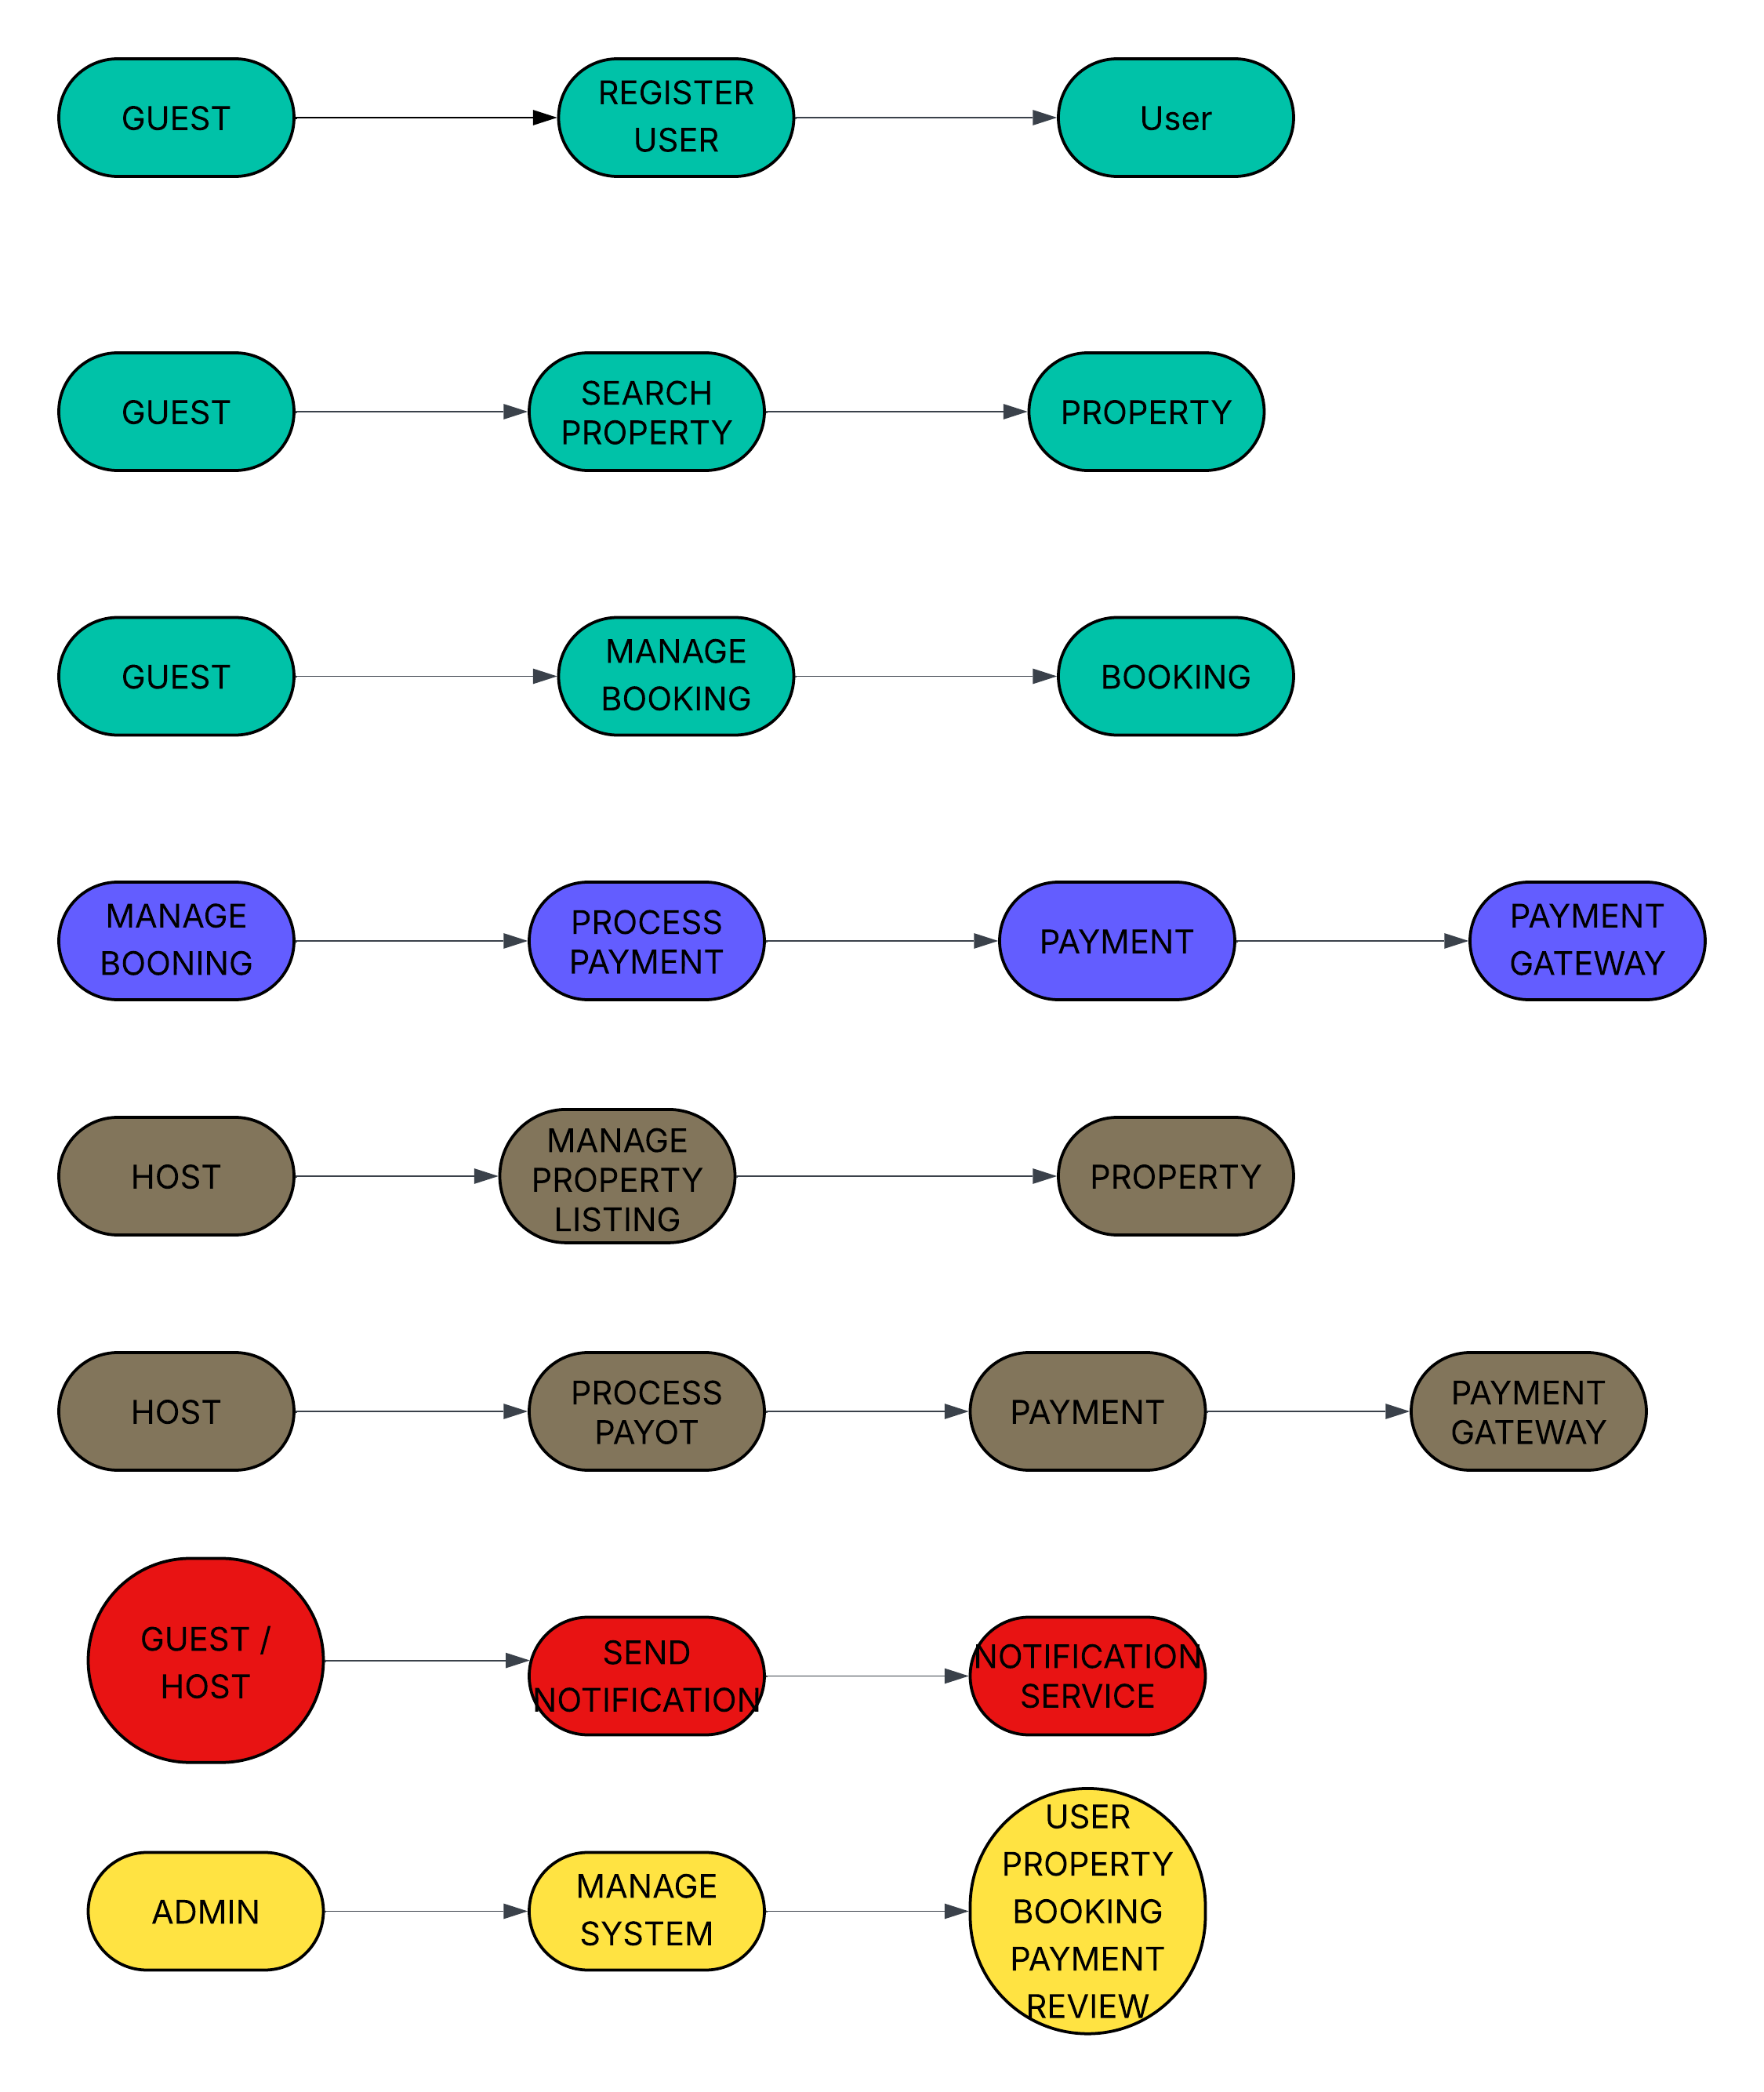 GUEST
REGISTER
USER
User
GUEST
SEARCH
PROPERTY
PROPERTY
GUEST
MANAGE
BOOKING
BOOKING
MANAGE
BOONING
PROCESS
PAYMENT
PAYMENT
PAYMENT
GATEWAY
HOST
MANAGE
PROPERTY
LISTING
PROPERTY
HOST
PROCESS
PAYOT
PAYMENT
PAYMENT
GATEWAY
GUEST /
HOST
SEND
NOTIFICATION
NOTIFICATION
SERVICE
ADMIN
MANAGE
SYSTEM
USER
PROPERTY
BOOKING
PAYMENT
REVIEW